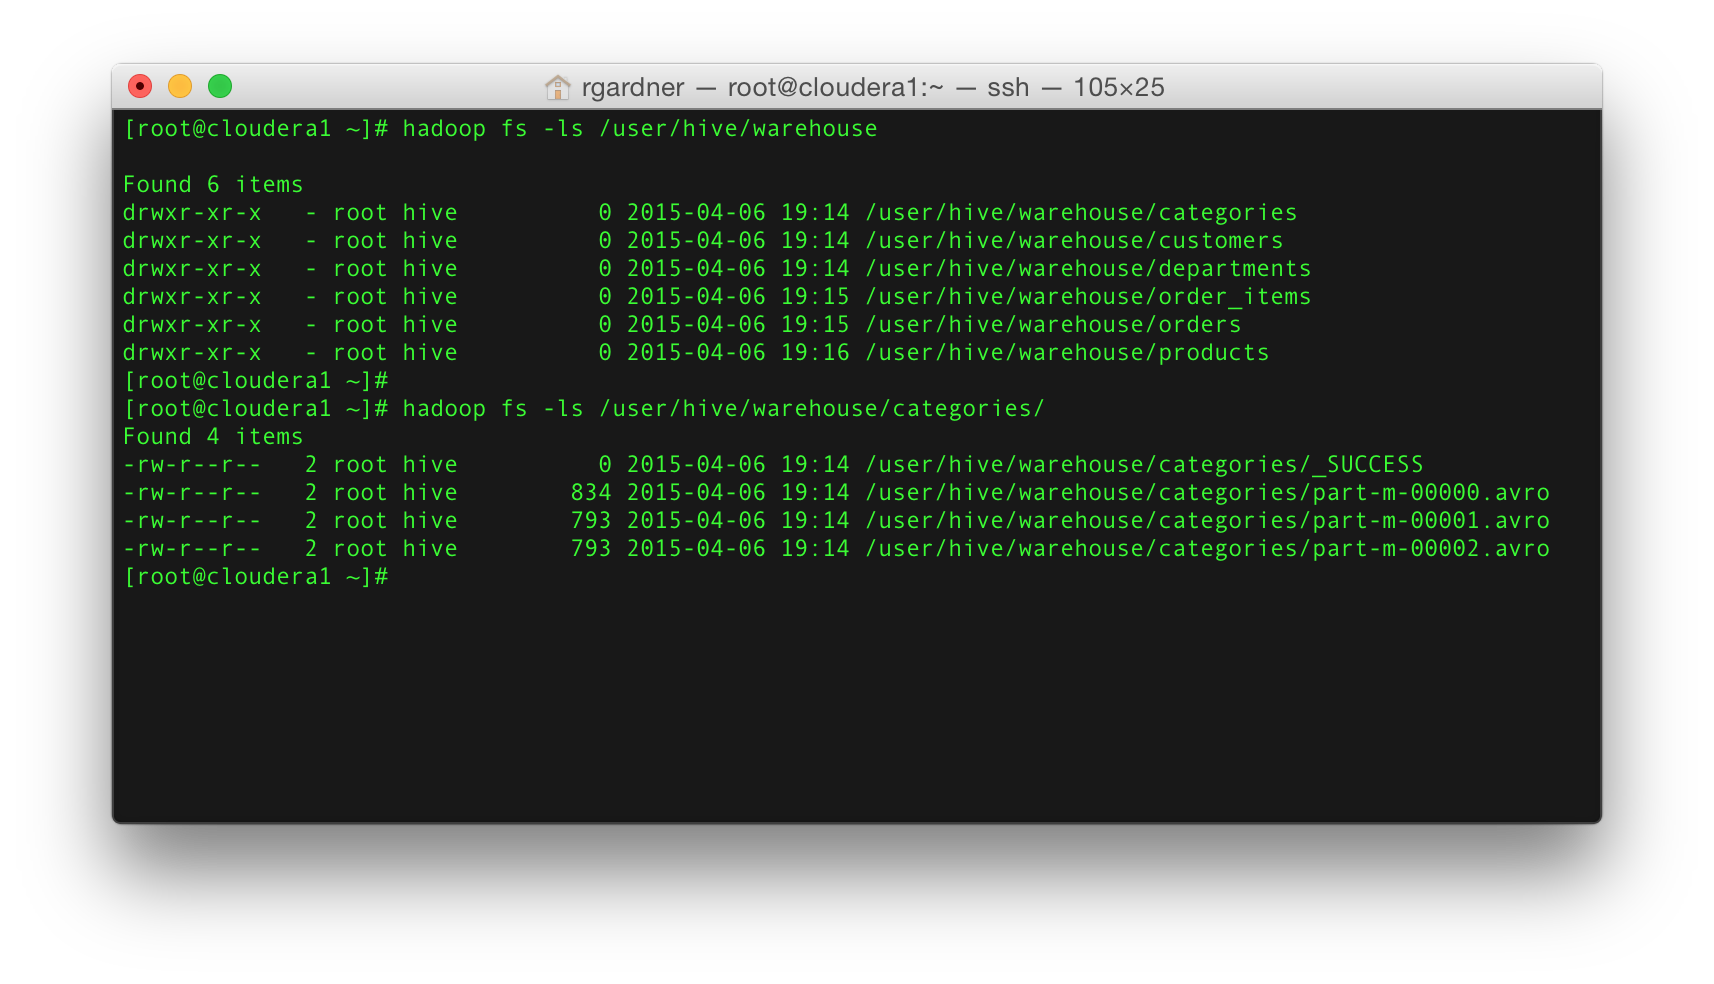 rgardner — root@cloudera1:~ — ssh — 105×25
[root@cloudera1 ~]# hadoop fs -ls /user/hive/warehouse
Found 6 items
drwxr-xr-x   - root hive          0 2015-04-06 19:14 /user/hive/warehouse/categories
drwxr-xr-x   - root hive          0 2015-04-06 19:14 /user/hive/warehouse/customers
drwxr-xr-x   - root hive          0 2015-04-06 19:14 /user/hive/warehouse/departments
drwxr-xr-x   - root hive          0 2015-04-06 19:15 /user/hive/warehouse/order_items
drwxr-xr-x   - root hive          0 2015-04-06 19:15 /user/hive/warehouse/orders
drwxr-xr-x   - root hive          0 2015-04-06 19:16 /user/hive/warehouse/products
[root@cloudera1 ~]#
[root@cloudera1 ~]# hadoop fs -ls /user/hive/warehouse/categories/
Found 4 items
-rw-r--r--   2 root hive          0 2015-04-06 19:14 /user/hive/warehouse/categories/_SUCCESS
-rw-r--r--   2 root hive        834 2015-04-06 19:14 /user/hive/warehouse/categories/part-m-00000.avro
-rw-r--r--   2 root hive        793 2015-04-06 19:14 /user/hive/warehouse/categories/part-m-00001.avro
-rw-r--r--   2 root hive        793 2015-04-06 19:14 /user/hive/warehouse/categories/part-m-00002.avro
[root@cloudera1 ~]#